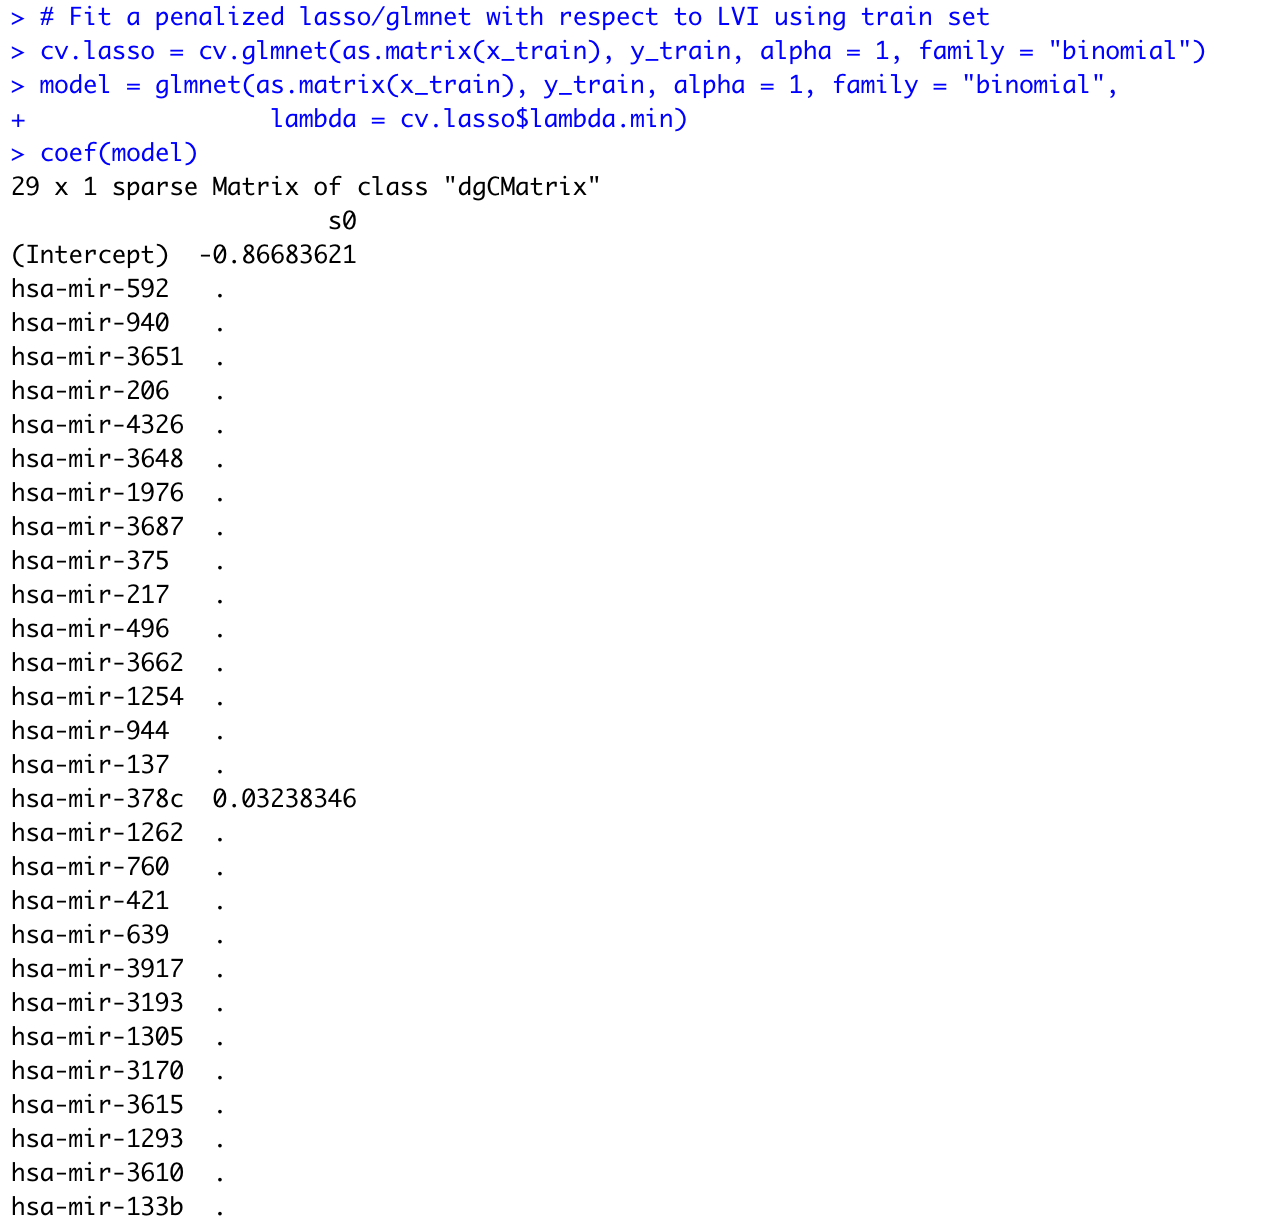 > # Fit a penalized lasso/glmnet with respect to LVI using train set
> cv.lasso = cv.glmnet(as.matrix(x_train), y_train, alpha = 1, family = "binomial")
> model = glmnet(as.matrix(x_train), y_train, alpha = 1, family = "binomial",
+                 lambda = cv.lasso$lambda.min)
> coef(model)
29 x 1 sparse Matrix of class "dgCMatrix"
                      s0
(Intercept)  -0.86683621
hsa-mir-592   .
hsa-mir-940   .
hsa-mir-3651  .
hsa-mir-206   .
hsa-mir-4326  .
hsa-mir-3648  .
hsa-mir-1976  .
hsa-mir-3687  .
hsa-mir-375   .
hsa-mir-217   .
hsa-mir-496   .
hsa-mir-3662  .
hsa-mir-1254  .
hsa-mir-944   .
hsa-mir-137   .
hsa-mir-378c  0.03238346
hsa-mir-1262  .
hsa-mir-760   .
hsa-mir-421   .
hsa-mir-639   .
hsa-mir-3917  .
hsa-mir-3193  .
hsa-mir-1305  .
hsa-mir-3170  .
hsa-mir-3615  .
hsa-mir-1293  .
hsa-mir-3610  .
hsa-mir-133b  .